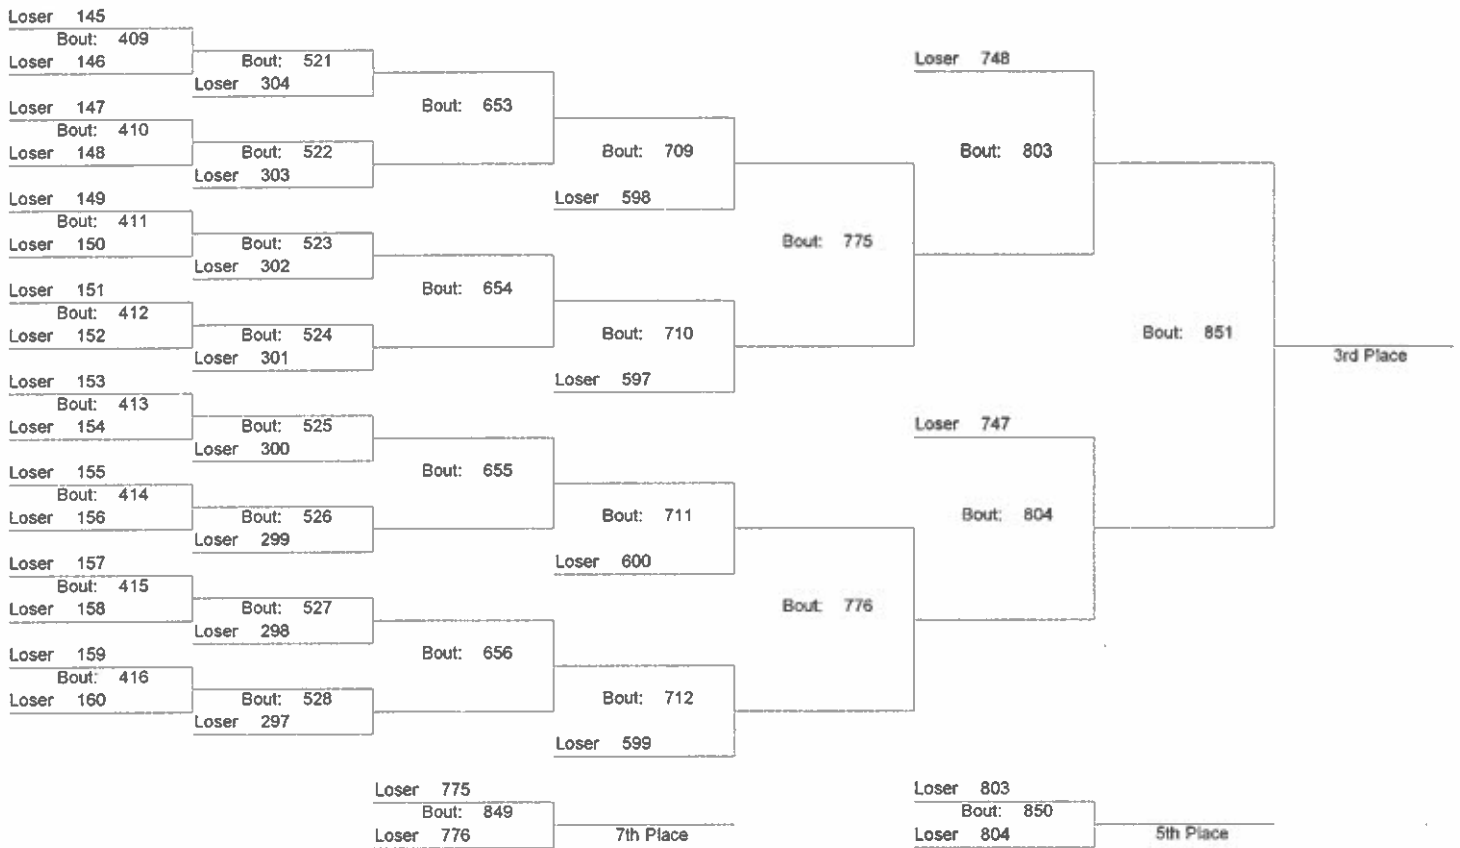 Loser 145
Bout: 409
Loser 146
Bout: 521
Loser 304
Loser 147
Bout: 410
Loser 148
Bout: 522
Loser 303
Bout: 653
Loser 149
Bout: 411
Loser 150
Bout: 523
Loser 302
Loser 151
Bout: 412
Loser 152
Bout: 524
Loser 301
Bout: 654
Loser 153
Bout: 413
Loser 154
Bout: 525
Loser 300
Loser 155
Bout: 414
Loser 156
Bout: 526
Loser 299
Bout: 655
Loser 157
Bout: 415
Loser 158
Bout: 527
Loser 298
Loser 159
Bout: 416
Loser 160
Bout: 528
Loser 297
Bout: 656
Bout: 709
Loser 598
Bout: 710
Loser 597
Bout: 711
Loser 600
Bout: 712
Loser 599
Bout: 775
Bout: 776
Loser 748
Bout: 803
Loser 747
Bout: 804
Bout: 851
3rd Place
Loser 775
Bout: 849
Loser 776
7th Place
Loser 803
Bout: 850
Loser 804
5th Place